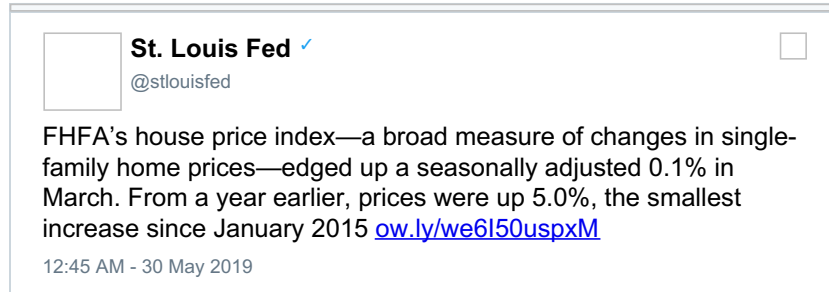 St. Louis Fed ✓
@stlouisfed
FHFA’s house price index—a broad measure of changes in single-
family home prices—edged up a seasonally adjusted 0.1% in
March. From a year earlier, prices were up 5.0%, the smallest
increase since January 2015 ow.ly/we6I50uspxM
12:45 AM - 30 May 2019